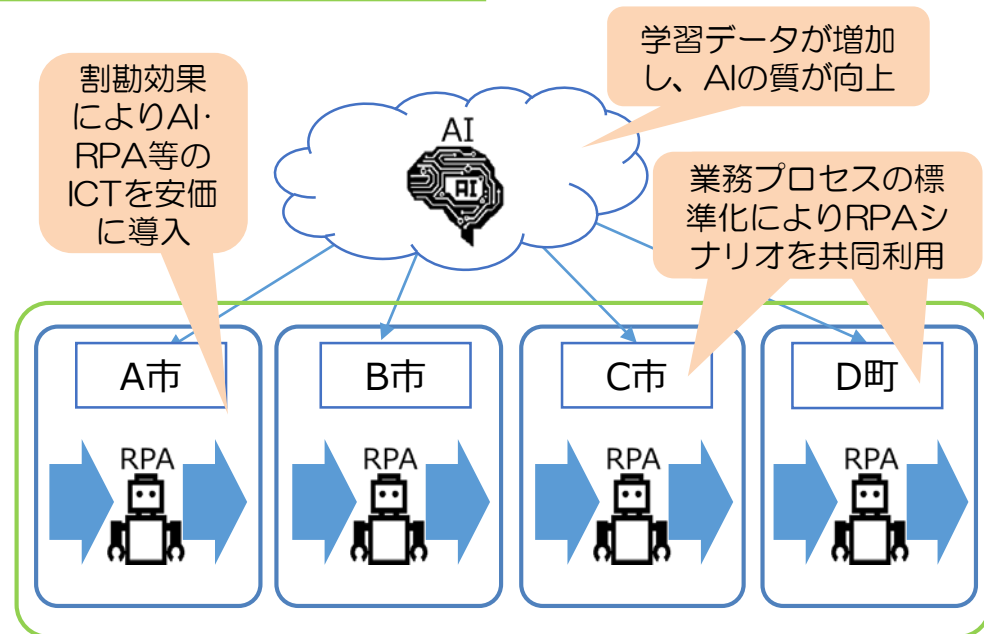 学習データが増加
し、AIの質が向上
割勘効果
によりAI・
RPA等の
ICTを安価
に導入
AI
AI
業務プロセスの標
準化によりRPAシ
ナリオを共同利用
A市
B市
C市
D町
RPA
RPA
RPA
RPA